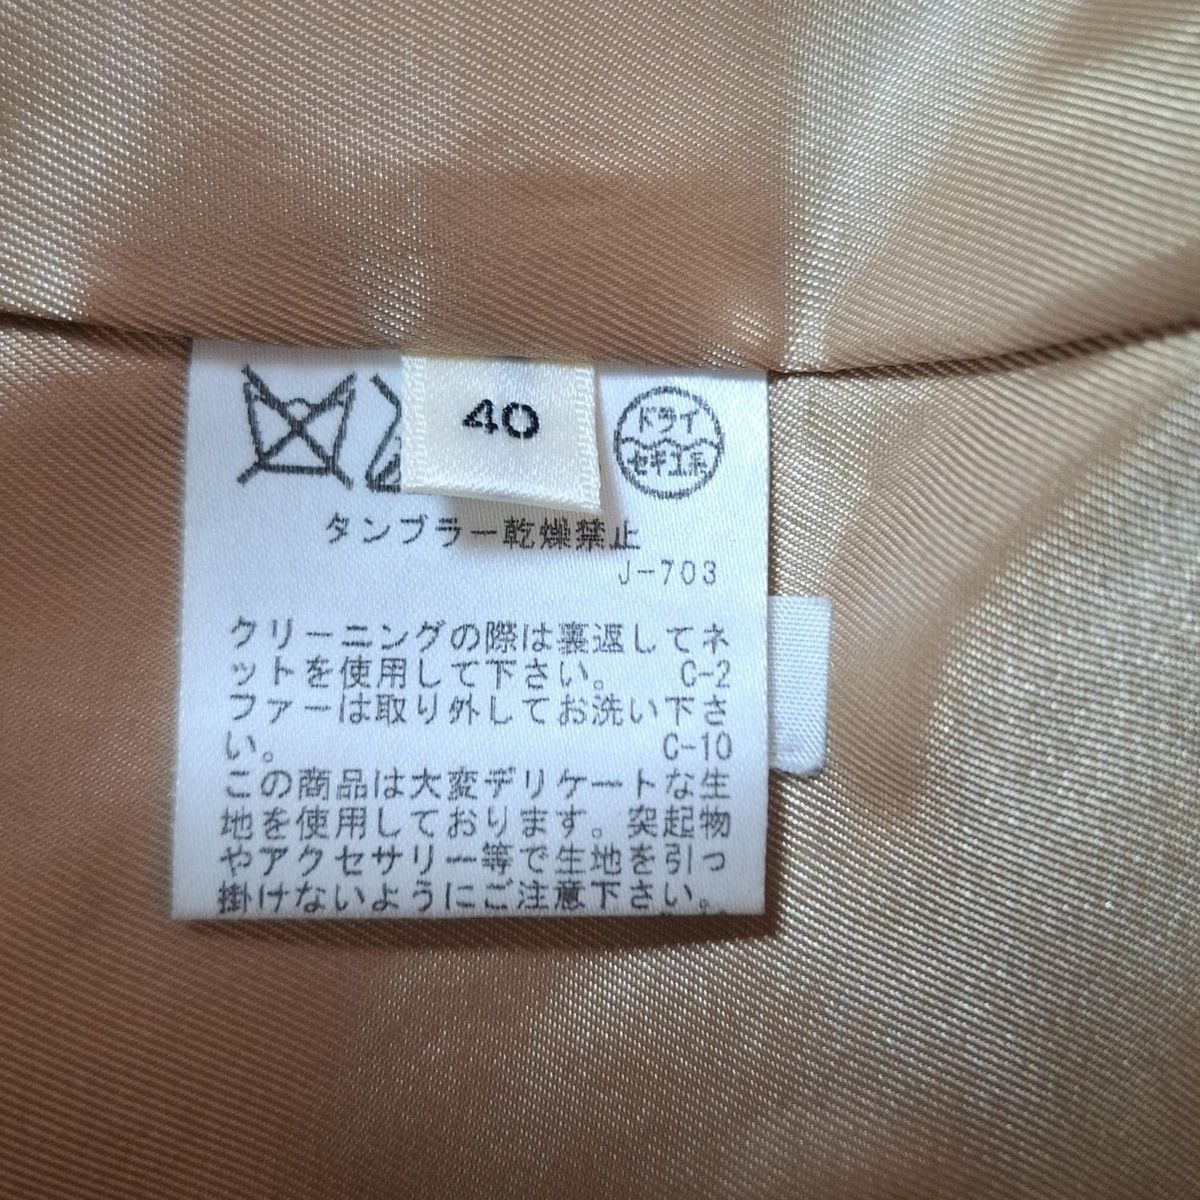 40
ドライ
セキユ系
タンブラー乾燥禁止
J-703
クリーニングの際は裏返してネ
ットを使用して下さい。 C-2
ファーは取り外してお洗い下さ
い。 C-10
この商品は大変デリケートな生
地を使用しております。突起物
やアクセサリー等で生地を引っ
掛けないようにご注意下さい。